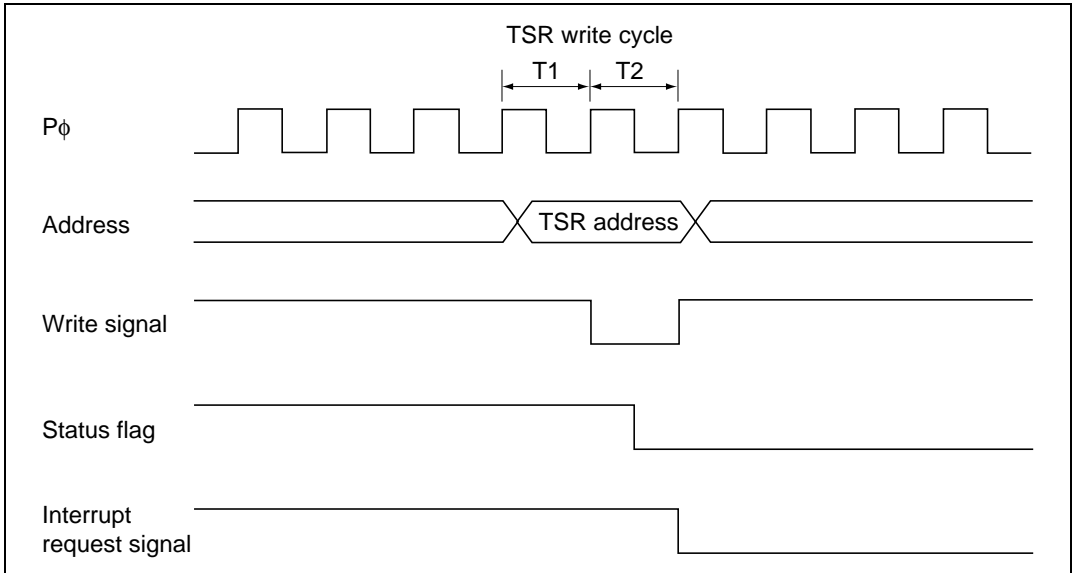 TSR write cycle
T1 T2
Pϕ
Address
TSR address
Write signal
Status flag
Interrupt
request signal